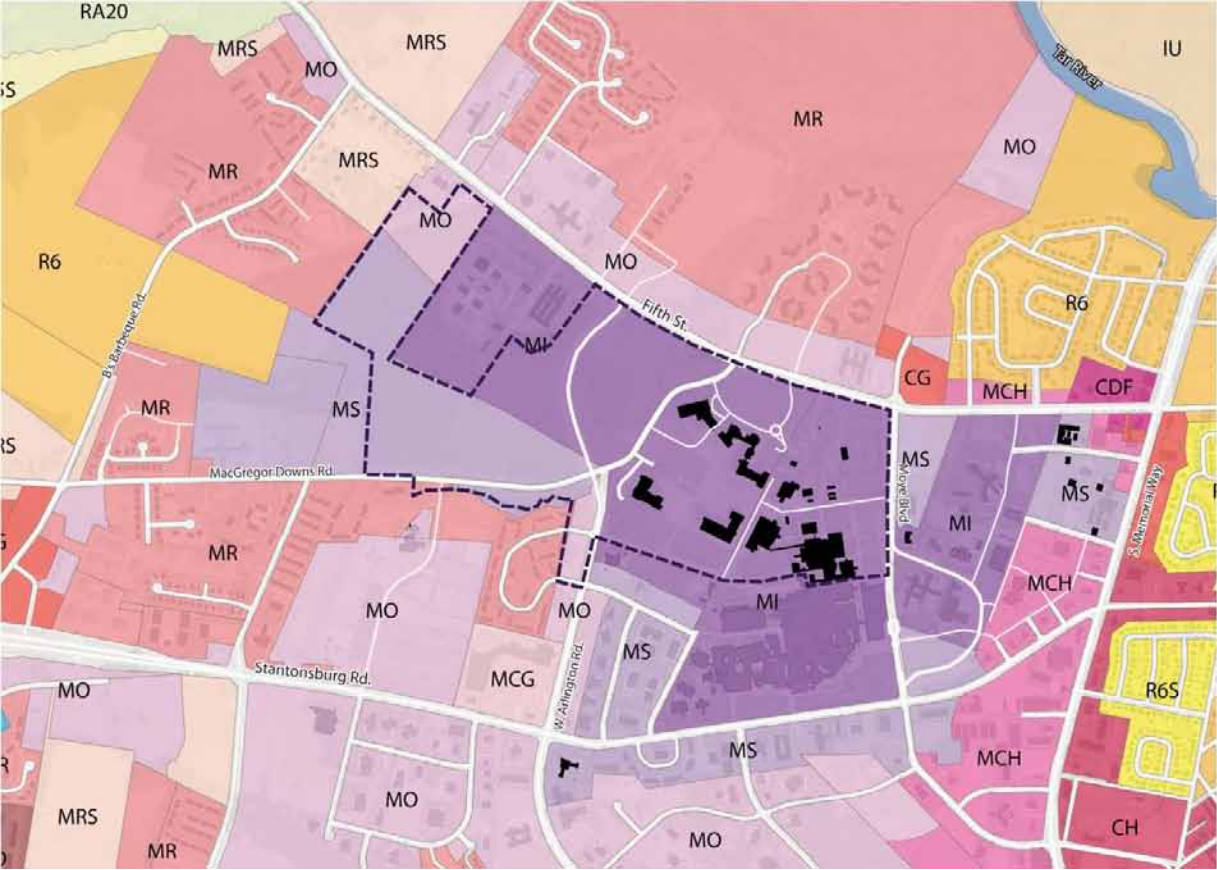 RA20
MRS
MRS
MO
IU
Tar River
MR
MO
MR
MRS
MO
R6
MO
R6
Fifth St.
B's Barbeque Rd.
MI
CG
MCH
CDF
MR
MS
MS
Moye Blvd
MacGregor Downs Rd.
MS
S. Memorial Way
MI
MR
MO
MO
MI
MCH
MS
Stantonsburg Rd.
MCG
W. Arlington Rd.
MO
R6S
MS
MCH
MO
MRS
MR
MO
CH